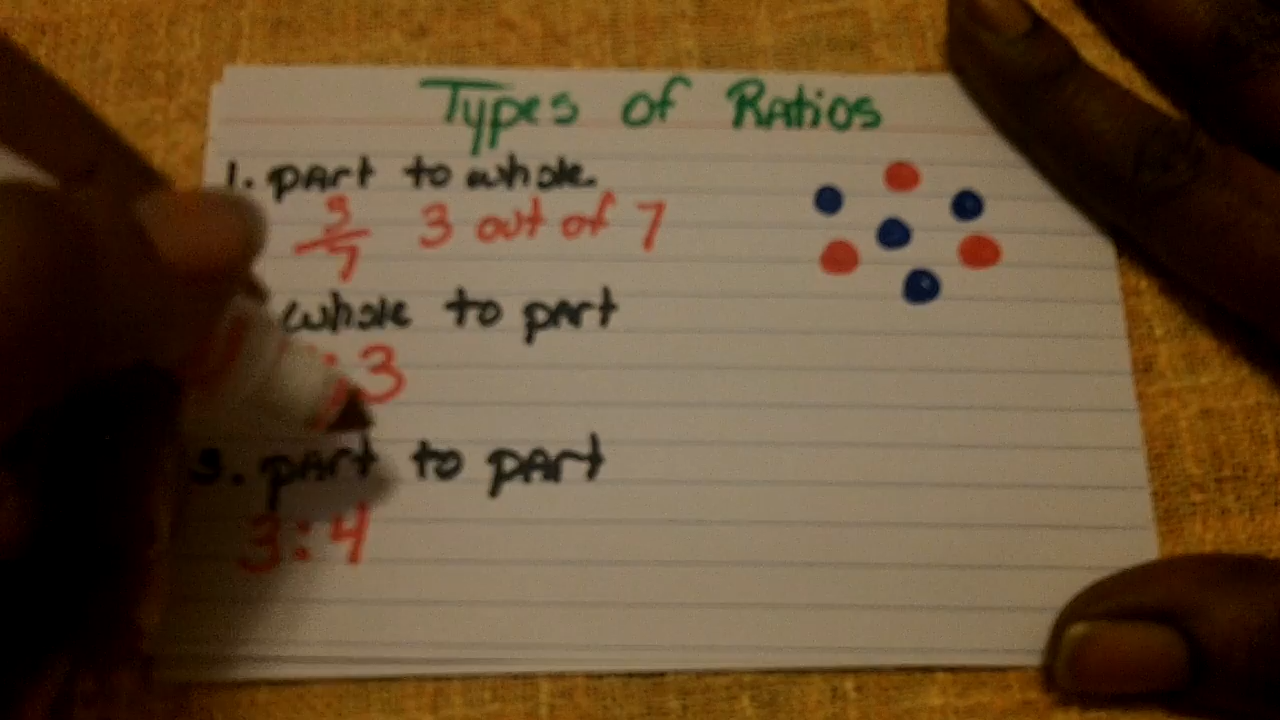 Types of Ratios
1. part to whole.
3/7 3 out of 7
whole to part
:3
3. part to part
3:4